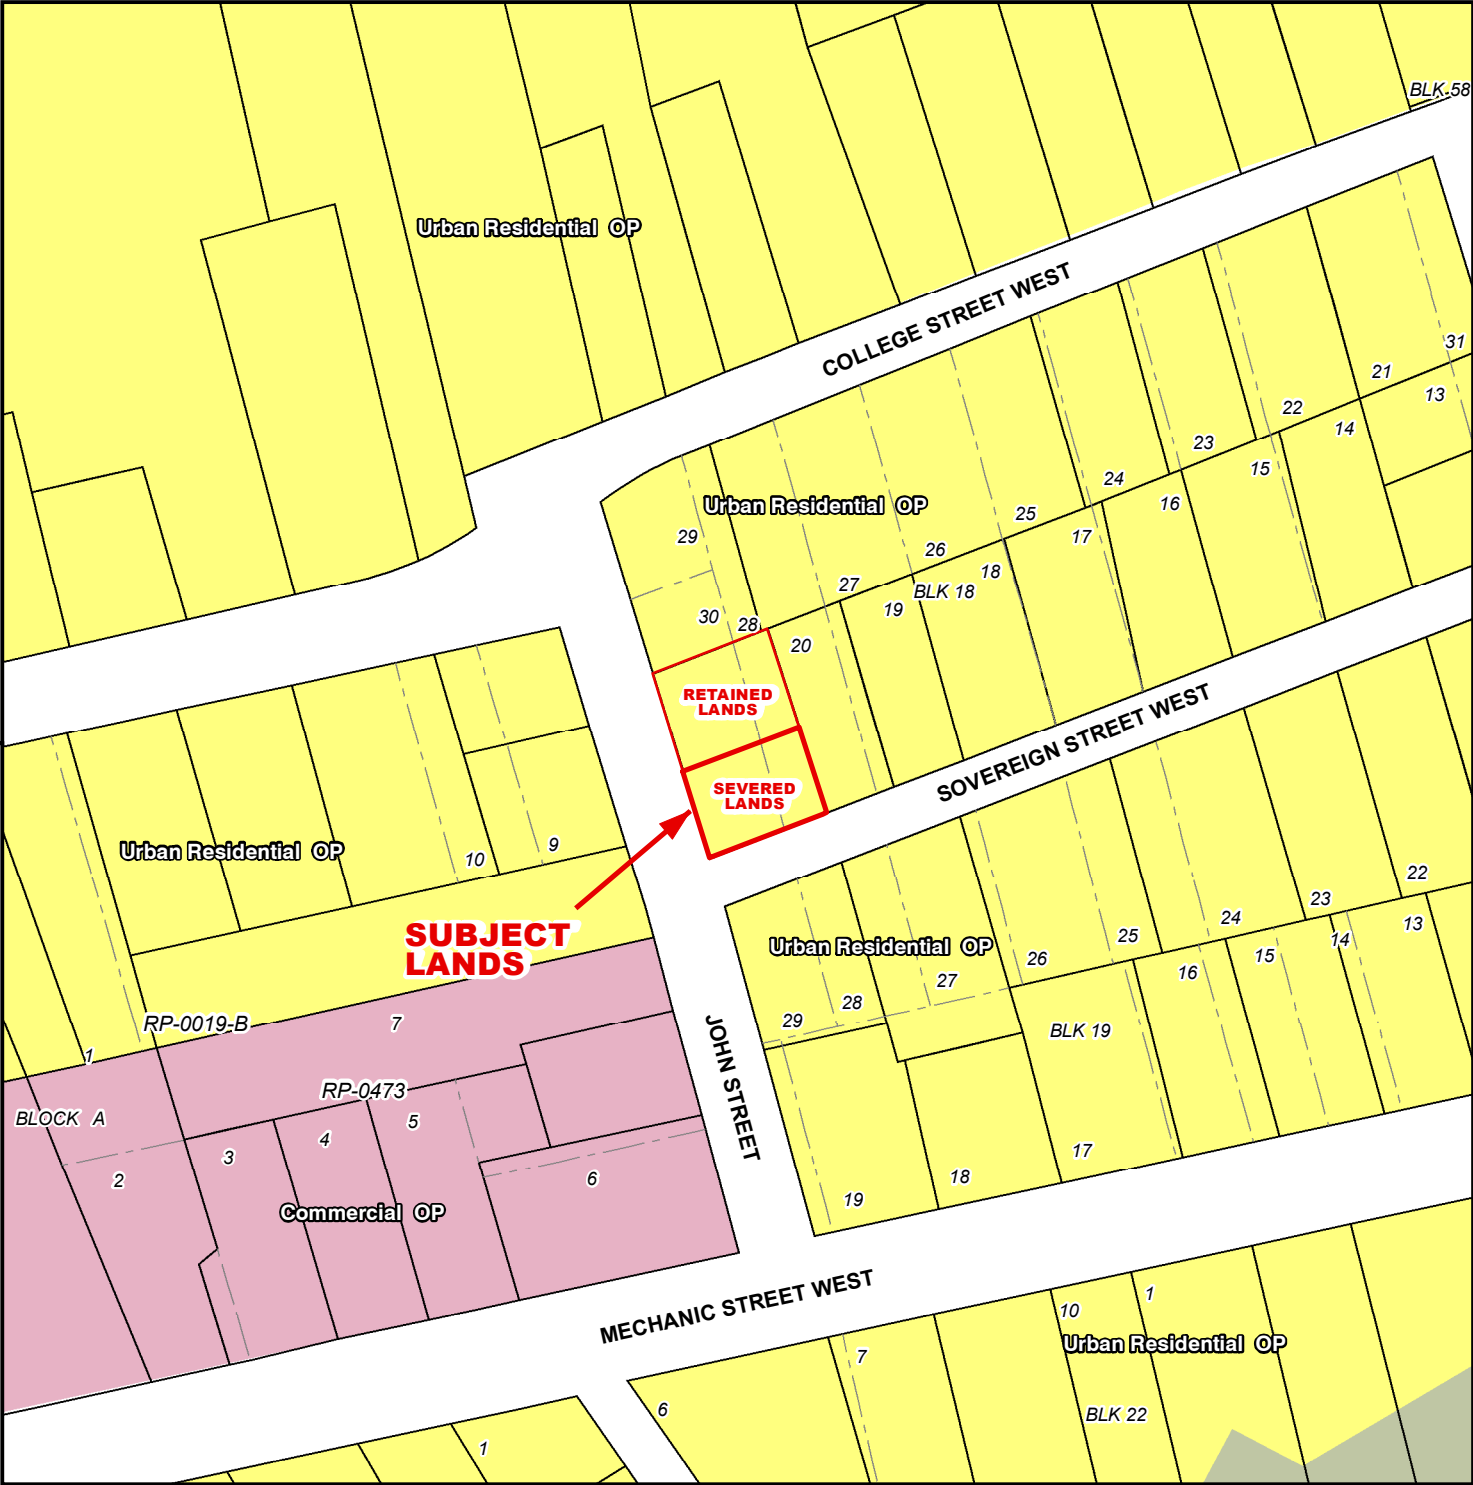 BLK 58
Urban Residential OP
COLLEGE STREET WEST
31
21
13
22
14
23
15
24
16
Urban Residential OP
25
17
29
26
18
27
BLK 18
19
30
28
20
RETAINED
LANDS
SOVEREIGN STREET WEST
SEVERED
LANDS
Urban Residential OP
10
9
22
23
24
13
25
14
SUBJECT
LANDS
Urban Residential OP
26
15
16
27
28
29
RP-0019-B
7
BLK 19
1
JOHN STREET
RP-0473
BLOCK A
5
4
3
2
6
17
18
19
Commercial OP
MECHANIC STREET WEST
1
10
Urban Residential OP
7
6
BLK 22
1